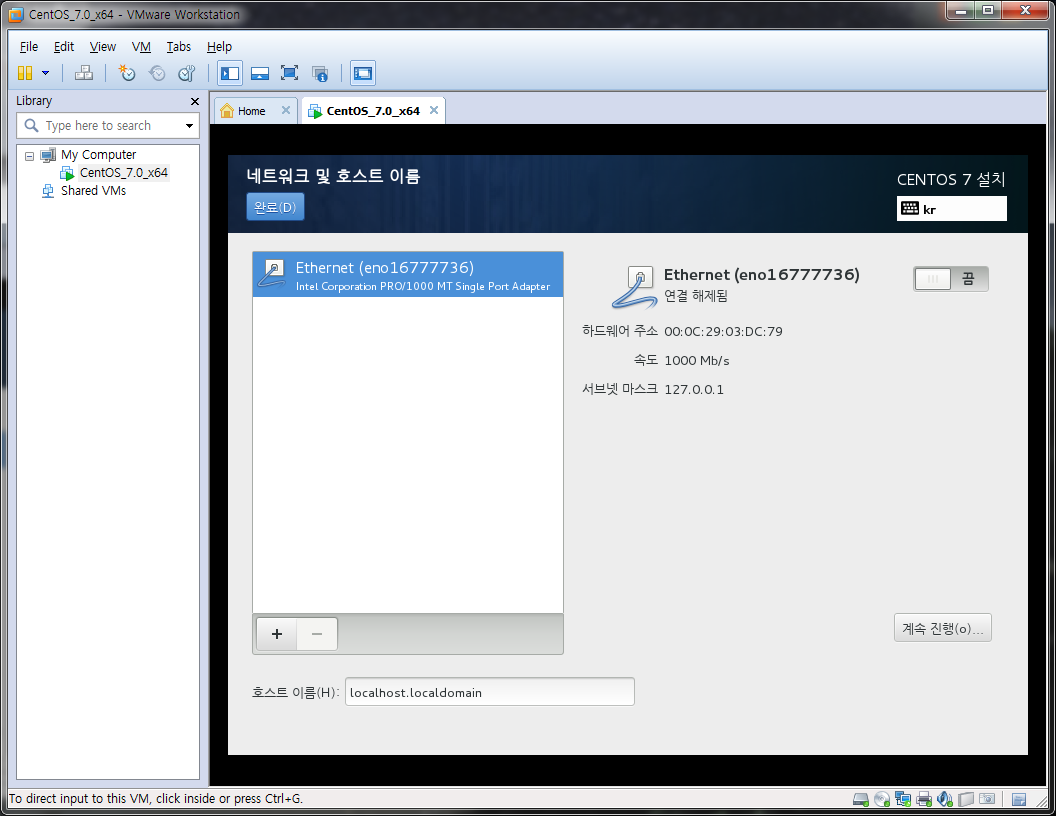 CentOS_7.0_x64 - VMware Workstation
File Edit View VM Tabs Help
Library
Type here to search
My Computer
CentOS_7.0_x64
Shared VMs
Home
CentOS_7.0_x64
네트워크 및 호스트 이름
완료(D)
CENTOS 7 설치
kr
Ethernet (eno16777736)
Intel Corporation PRO/1000 MT Single Port Adapter
Ethernet (eno16777736)
연결 해제됨
끔
하드웨어 주소 00:0C:29:03:DC:79
속도 1000 Mb/s
서브넷 마스크 127.0.0.1
+ −
계속 진행(o)...
호스트 이름(H): localhost.localdomain
To direct input to this VM, click inside or press Ctrl+G.